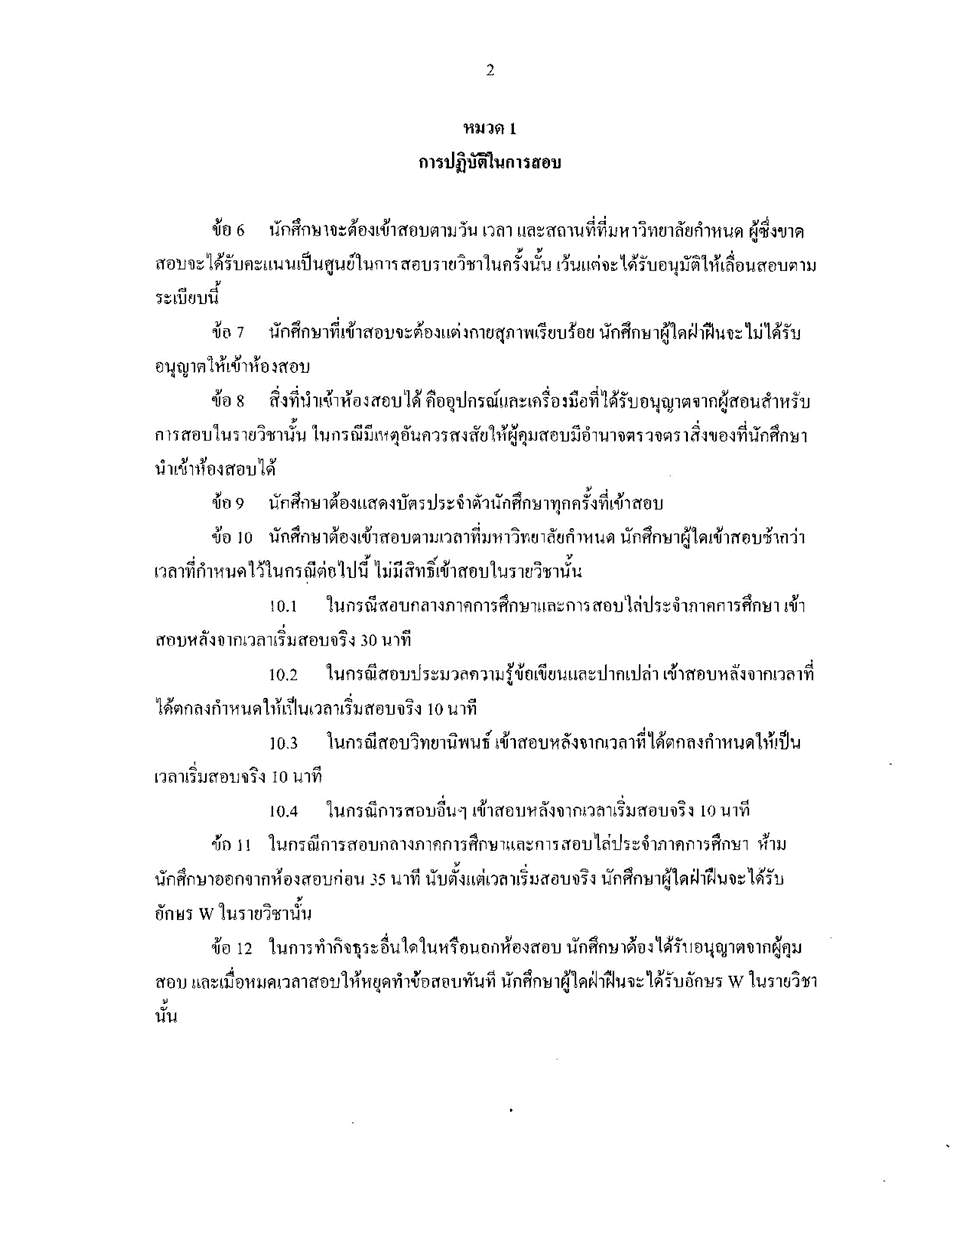 2
หมวด 1
การปฏิบัติในการสอบ
ข้อ 6 นักศึกษาจะต้องเข้าสอบตามวัน เวลา และสถานที่ที่มหาวิทยาลัยกำหนด ผู้ซึ่งขาด
สอบจะได้รับคะแนนเป็นศูนย์ในการสอบรายวิชาในครั้งนั้น เว้นแต่จะได้รับอนุมัติให้เลื่อนสอบตาม
ระเบียบนี้
ข้อ 7 นักศึกษาที่เข้าสอบจะต้องแต่งกายสุภาพเรียบร้อย นักศึกษาผู้ใดฝ่าฝืนจะไม่ได้รับ
อนุญาตให้เข้าห้องสอบ
ข้อ 8 สิ่งที่นำเข้าห้องสอบได้ คืออุปกรณ์และเครื่องมือที่ได้รับอนุญาตจากผู้สอนสำหรับ
การสอบในรายวิชานั้น ในกรณีมีเหตุอันควรสงสัยให้ผู้คุมสอบมีอำนาจตรวจตราสิ่งของที่นักศึกษา
นำเข้าห้องสอบได้
ข้อ 9 นักศึกษาต้องแสดงบัตรประจำตัวนักศึกษาทุกครั้งที่เข้าสอบ
ข้อ 10 นักศึกษาต้องเข้าสอบตามเวลาที่มหาวิทยาลัยกำหนด นักศึกษาผู้ใดเข้าสอบช้ากว่า
เวลาที่กำหนดไว้ในกรณีต่อไปนี้ ไม่มีสิทธิ์เข้าสอบในรายวิชานั้น
10.1 ในกรณีสอบกลางภาคการศึกษาและการสอบไล่ประจำภาคการศึกษา เข้า
สอบหลังจากเวลาเริ่มสอบจริง 30 นาที
10.2 ในกรณีสอบประมวลความรู้ข้อเขียนและปากเปล่า เข้าสอบหลังจากเวลาที่
ได้ตกลงกำหนดให้เป็นเวลาเริ่มสอบจริง 10 นาที
10.3 ในกรณีสอบวิทยานิพนธ์ เข้าสอบหลังจากเวลาที่ได้ตกลงกำหนดให้เป็น
เวลาเริ่มสอบจริง 10 นาที
10.4 ในกรณีการสอบอื่นๆ เข้าสอบหลังจากเวลาเริ่มสอบจริง 10 นาที
ข้อ 11 ในกรณีการสอบกลางภาคการศึกษาและการสอบไล่ประจำภาคการศึกษา ห้าม
นักศึกษาออกจากห้องสอบก่อน 35 นาที นับตั้งแต่เวลาเริ่มสอบจริง นักศึกษาผู้ใดฝ่าฝืนจะได้รับ
อักษร W ในรายวิชานั้น
ข้อ 12 ในการทำกิจธุระอื่นใดในหรือนอกห้องสอบ นักศึกษาต้องได้รับอนุญาตจากผู้คุม
สอบ และเมื่อหมดเวลาสอบให้หยุดทำข้อสอบทันที นักศึกษาผู้ใดฝ่าฝืนจะได้รับอักษร W ในรายวิชา
นั้น